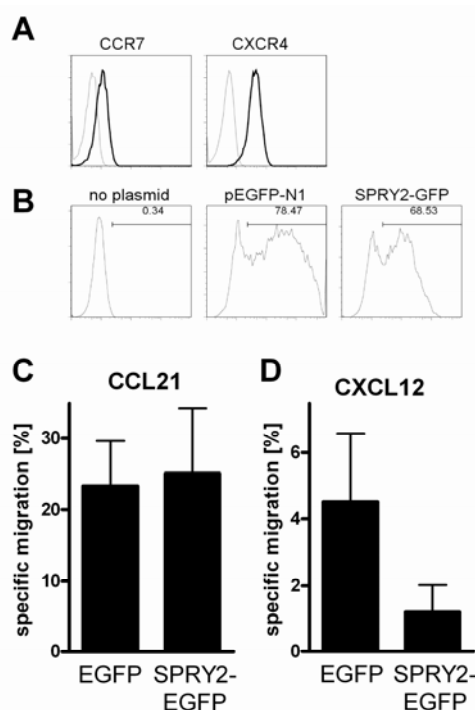 A
CCR7 CXCR4
B
no plasmid pEGFP-N1 SPRY2-GFP
0.34 78.47 68.53
C
CCL21
specific migration [%]
30
20
10
0
EGFP SPRY2-
EGFP
D
CXCL12
specific migration [%]
6
4
2
0
EGFP SPRY2-
EGFP